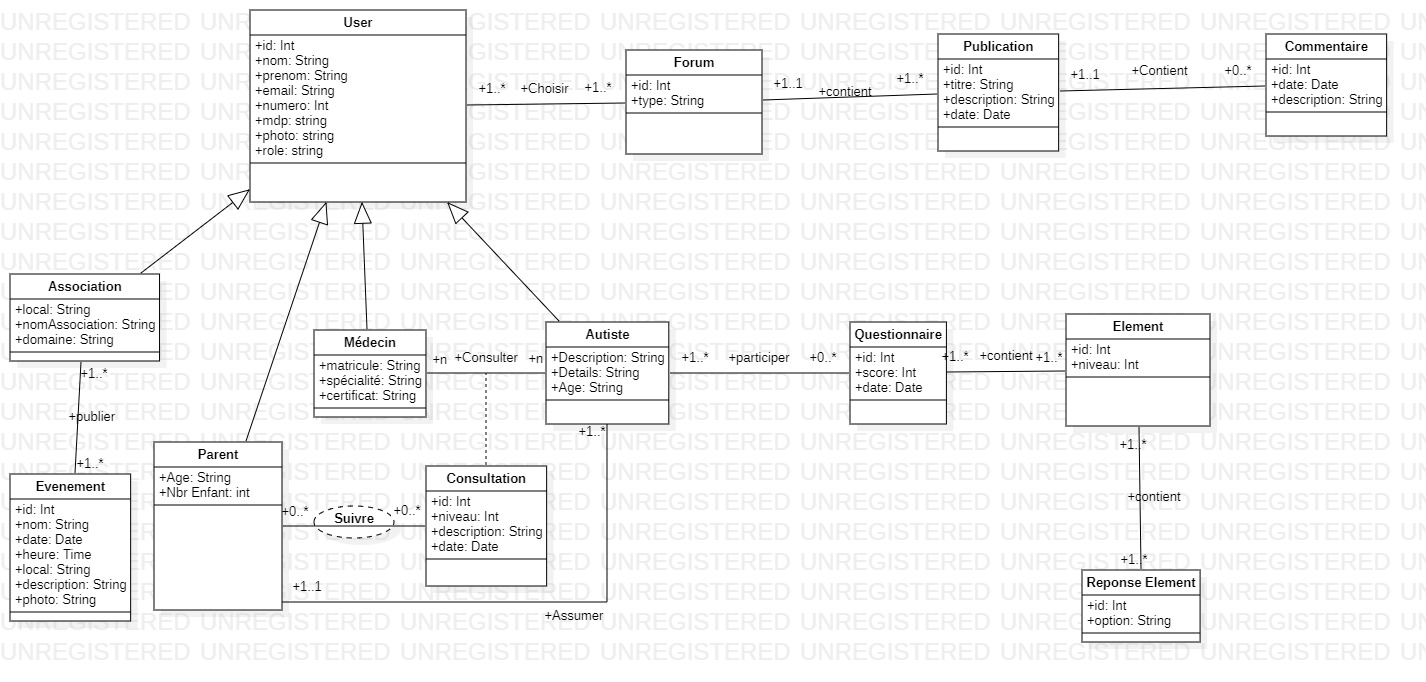 User
+id: Int
+nom: String
+prenom: String
+email: String
+numero: Int
+mdp: string
+photo: string
+role: string
+1..* +Choisir +1..*
Forum
+id: Int
+type: String
+1..1 +contient +1..*
Publication
+id: Int
+titre: String
+description: String
+date: Date
+1..1 +Contient +0..*
Commentaire
+id: Int
+date: Date
+description: String
Association
+local: String
+nomAssociation: String
+domaine: String
+1..*
+publier
+1..*
Evenement
+id: Int
+nom: String
+date: Date
+heure: Time
+local: String
+description: String
+photo: String
Médecin
+matricule: String
+spécialité: String
+certificat: String
+n +Consulter +n
Autiste
+Description: String
+Details: String
+Age: String
+1..* +participer +0..*
Questionnaire
+id: Int
+score: Int
+date: Date
+1..* +contient +1..*
Element
+id: Int
+niveau: Int
+1..*
+contient
+1..*
Reponse Element
+id: Int
+option: String
Parent
+Age: String
+Nbr Enfant: int
+0..* Suivre +0..*
Consultation
+id: Int
+niveau: Int
+description: String
+date: Date
+1..*
+1..1
+Assumer
UNREGISTERED